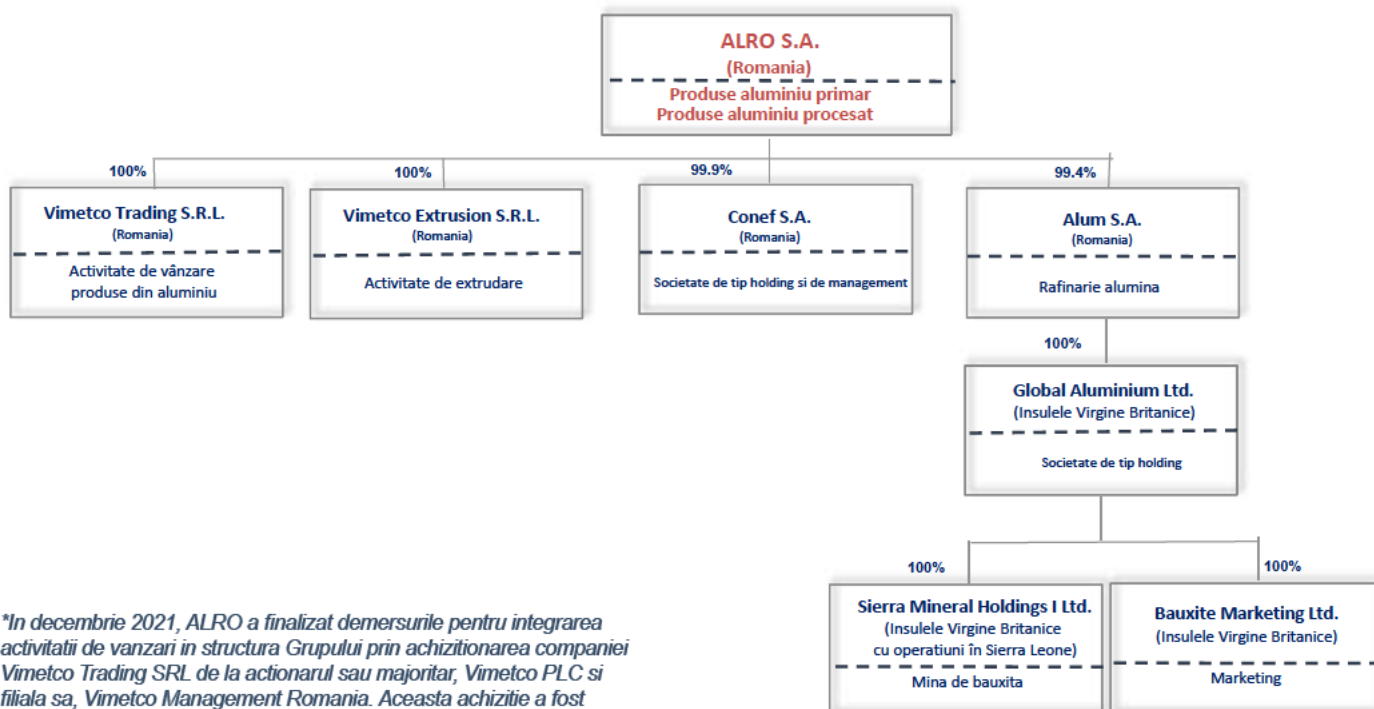 ALRO S.A.
(Romania)
Produse aluminiu primar
Produse aluminiu procesat
100%
100%
99.9%
99.4%
Vimetco Trading S.R.L.
(Romania)
Activitate de vânzare
produse din aluminiu
Vimetco Extrusion S.R.L.
(Romania)
Activitate de extrudare
Conef S.A.
(Romania)
Societate de tip holding si de management
Alum S.A.
(Romania)
Rafinarie alumina
100%
Global Aluminium Ltd.
(Insulele Virgine Britanice)
Societate de tip holding
100%
100%
Sierra Mineral Holdings I Ltd.
(Insulele Virgine Britanice
cu operatiuni în Sierra Leone)
Mina de bauxita
Bauxite Marketing Ltd.
(Insulele Virgine Britanice)
Marketing
*In decembrie 2021, ALRO a finalizat demersurile pentru integrarea
activitatii de vanzari in structura Grupului prin achizitionarea companiei
Vimetco Trading SRL de la actionarul sau majoritar, Vimetco PLC si
filiala sa, Vimetco Management Romania. Aceasta achizitie a fost